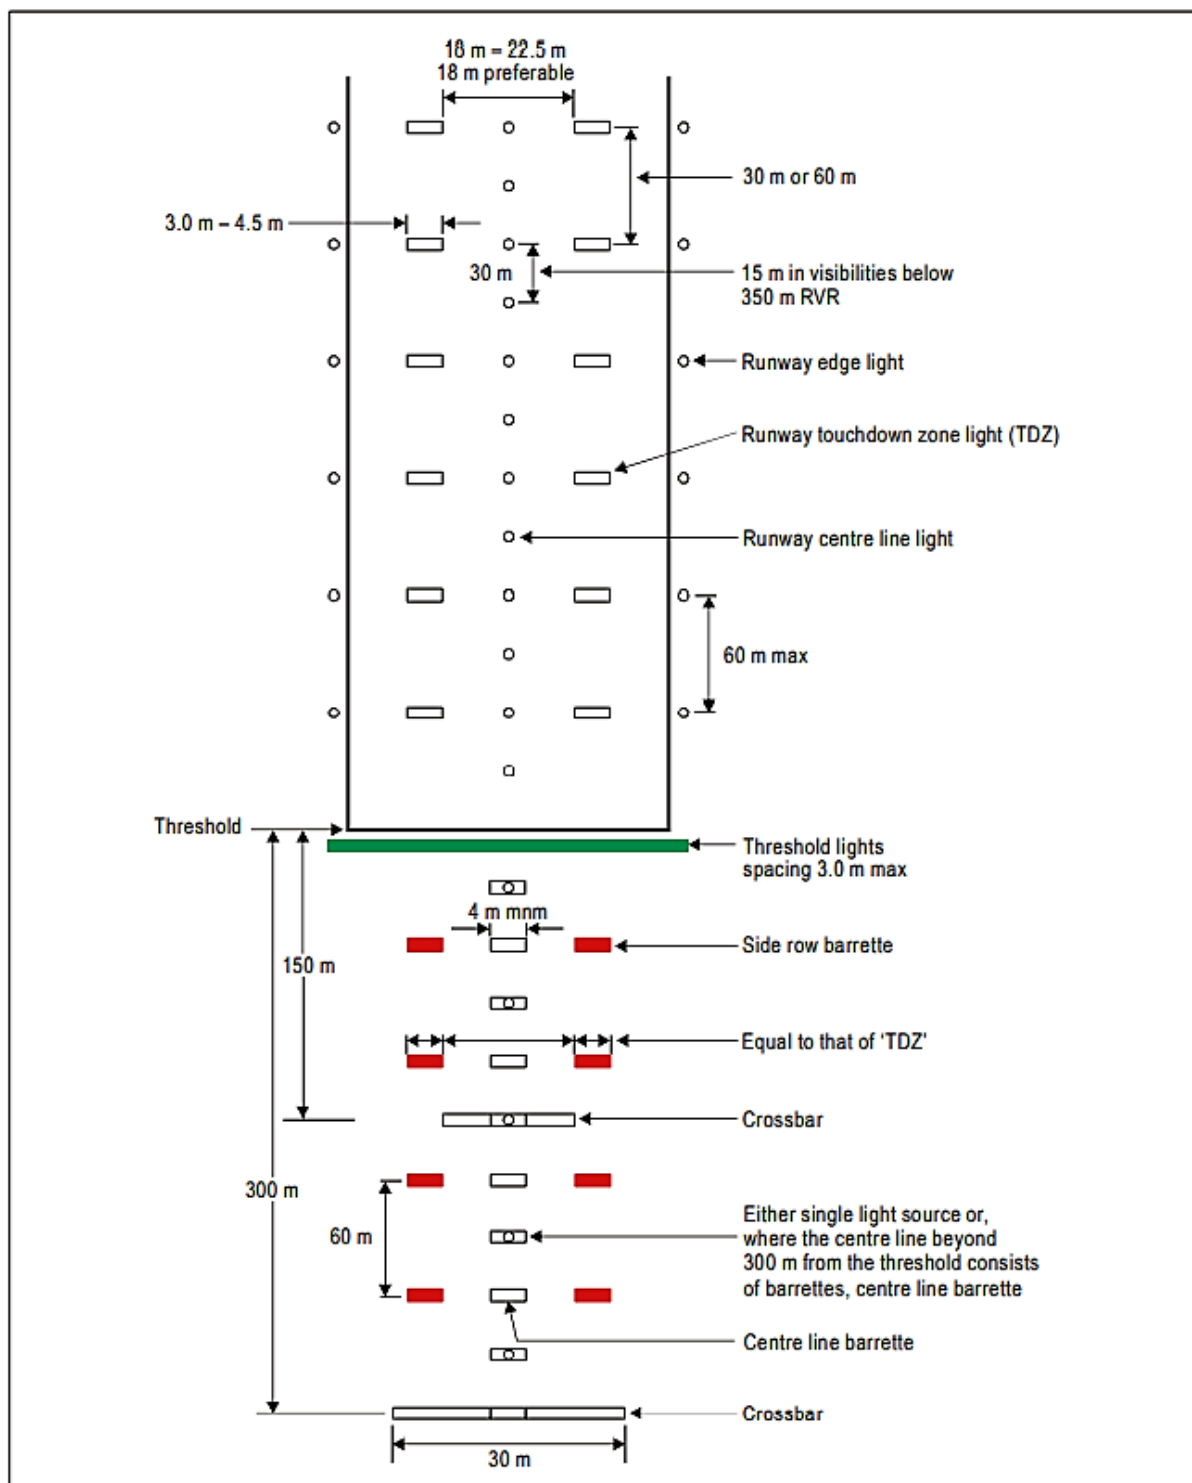 18 m – 22.5 m
18 m preferable
30 m or 60 m
3.0 m – 4.5 m
30 m
15 m in visibilities below
350 m RVR
Runway edge light
Runway touchdown zone light (TDZ)
Runway centre line light
60 m max
Threshold
Threshold lights
spacing 3.0 m max
4 m mnm
Side row barrette
150 m
Equal to that of ‘TDZ’
Crossbar
300 m
60 m
Either single light source or,
where the centre line beyond
300 m from the threshold consists
of barrettes, centre line barrette
Centre line barrette
Crossbar
30 m